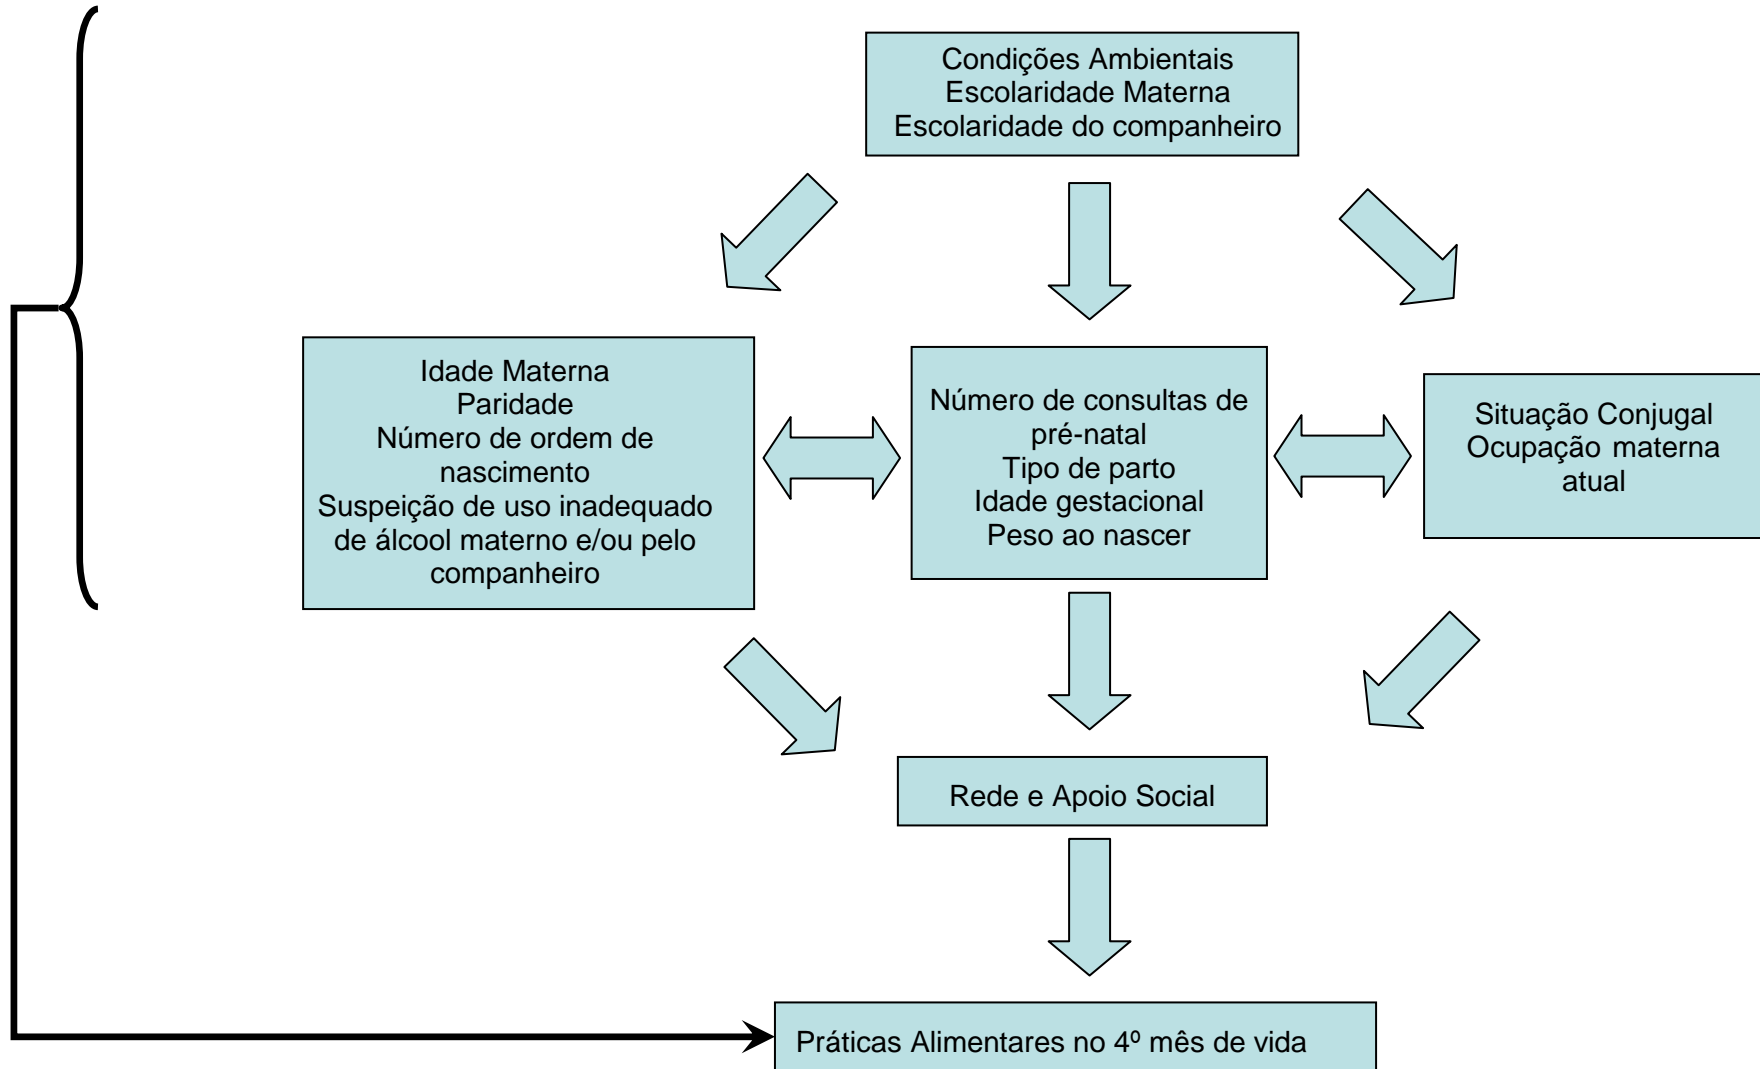 Condições Ambientais
Escolaridade Materna
Escolaridade do companheiro
Idade Materna
Paridade
Número de ordem de
nascimento
Suspeição de uso inadequado
de álcool materno e/ou pelo
companheiro
Número de consultas de
pré-natal
Tipo de parto
Idade gestacional
Peso ao nascer
Situação Conjugal
Ocupação materna
atual
Rede e Apoio Social
Práticas Alimentares no 4º mês de vida